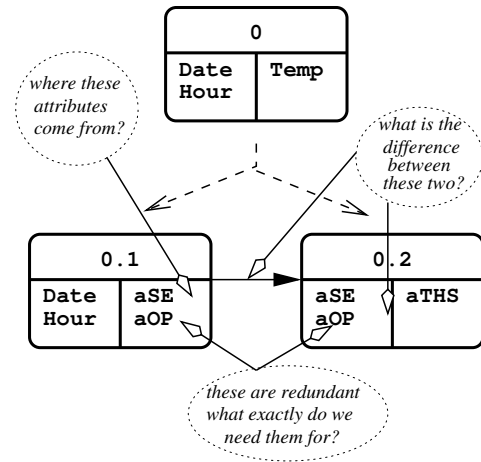 0
Date
Hour
Temp
where these
attributes
come from?
what is the
difference
between
these two?
0.1
Date
Hour
aSE
aOP
0.2
aSE
aOP
aTHS
these are redundant
what exactly do we
need them for?